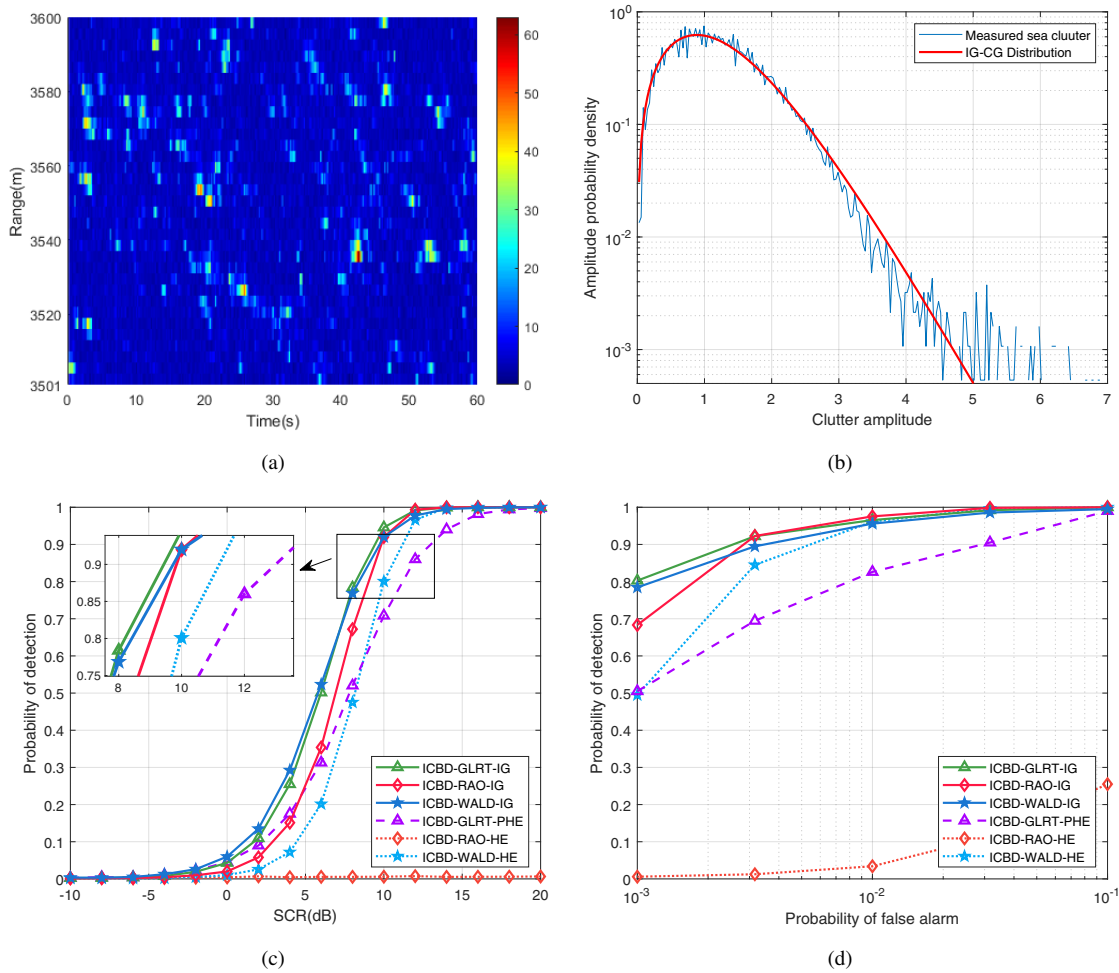 3600
3580
3560
3540
3520
3501
Range(m)
0
10
20
30
40
50
60
Time(s)
60
50
40
30
20
10
0
(a)
10^0
10^-1
10^-2
10^-3
Amplitude probability density
0
1
2
3
4
5
6
7
Clutter amplitude
Measured sea cluuter
IG-CG Distribution
(b)
1
0.9
0.8
0.7
0.6
0.5
0.4
0.3
0.2
0.1
0
Probability of detection
-10
-5
0
5
10
15
20
SCR(dB)
0.9
0.85
0.8
0.75
8
10
12
ICBD-GLRT-IG
ICBD-RAO-IG
ICBD-WALD-IG
ICBD-GLRT-PHE
ICBD-RAO-HE
ICBD-WALD-HE
(c)
1
0.9
0.8
0.7
0.6
0.5
0.4
0.3
0.2
0.1
0
Probability of detection
10^-3
10^-2
10^-1
Probability of false alarm
ICBD-GLRT-IG
ICBD-RAO-IG
ICBD-WALD-IG
ICBD-GLRT-PHE
ICBD-RAO-HE
ICBD-WALD-HE
(d)